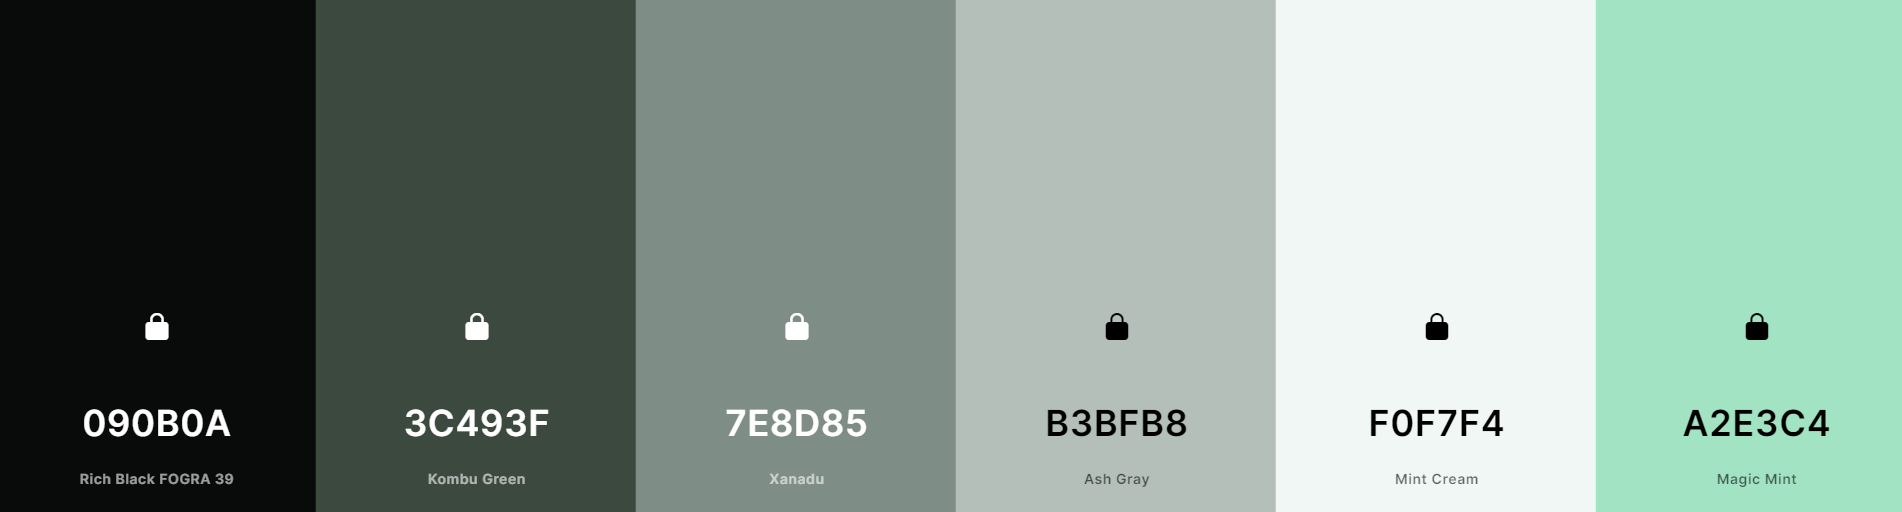 090B0A
Rich Black FOGRA 39
3C493F
Kombu Green
7E8D85
Xanadu
B3BFB8
Ash Gray
F0F7F4
Mint Cream
A2E3C4
Magic Mint